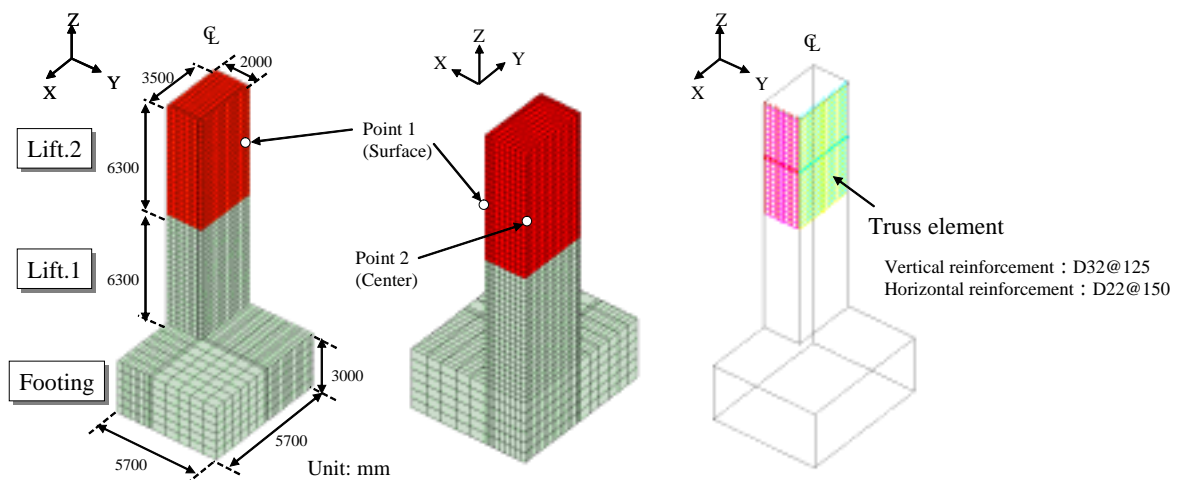 Z
X
Y
℄
3500
2000
Lift.2
6300
Lift.1
6300
Footing
3000
5700
5700
Unit: mm
Z
X
Y
Point 1
(Surface)
Point 2
(Center)
Z
X
Y
℄
Truss element
Vertical reinforcement：D32@125
Horizontal reinforcement：D22@150